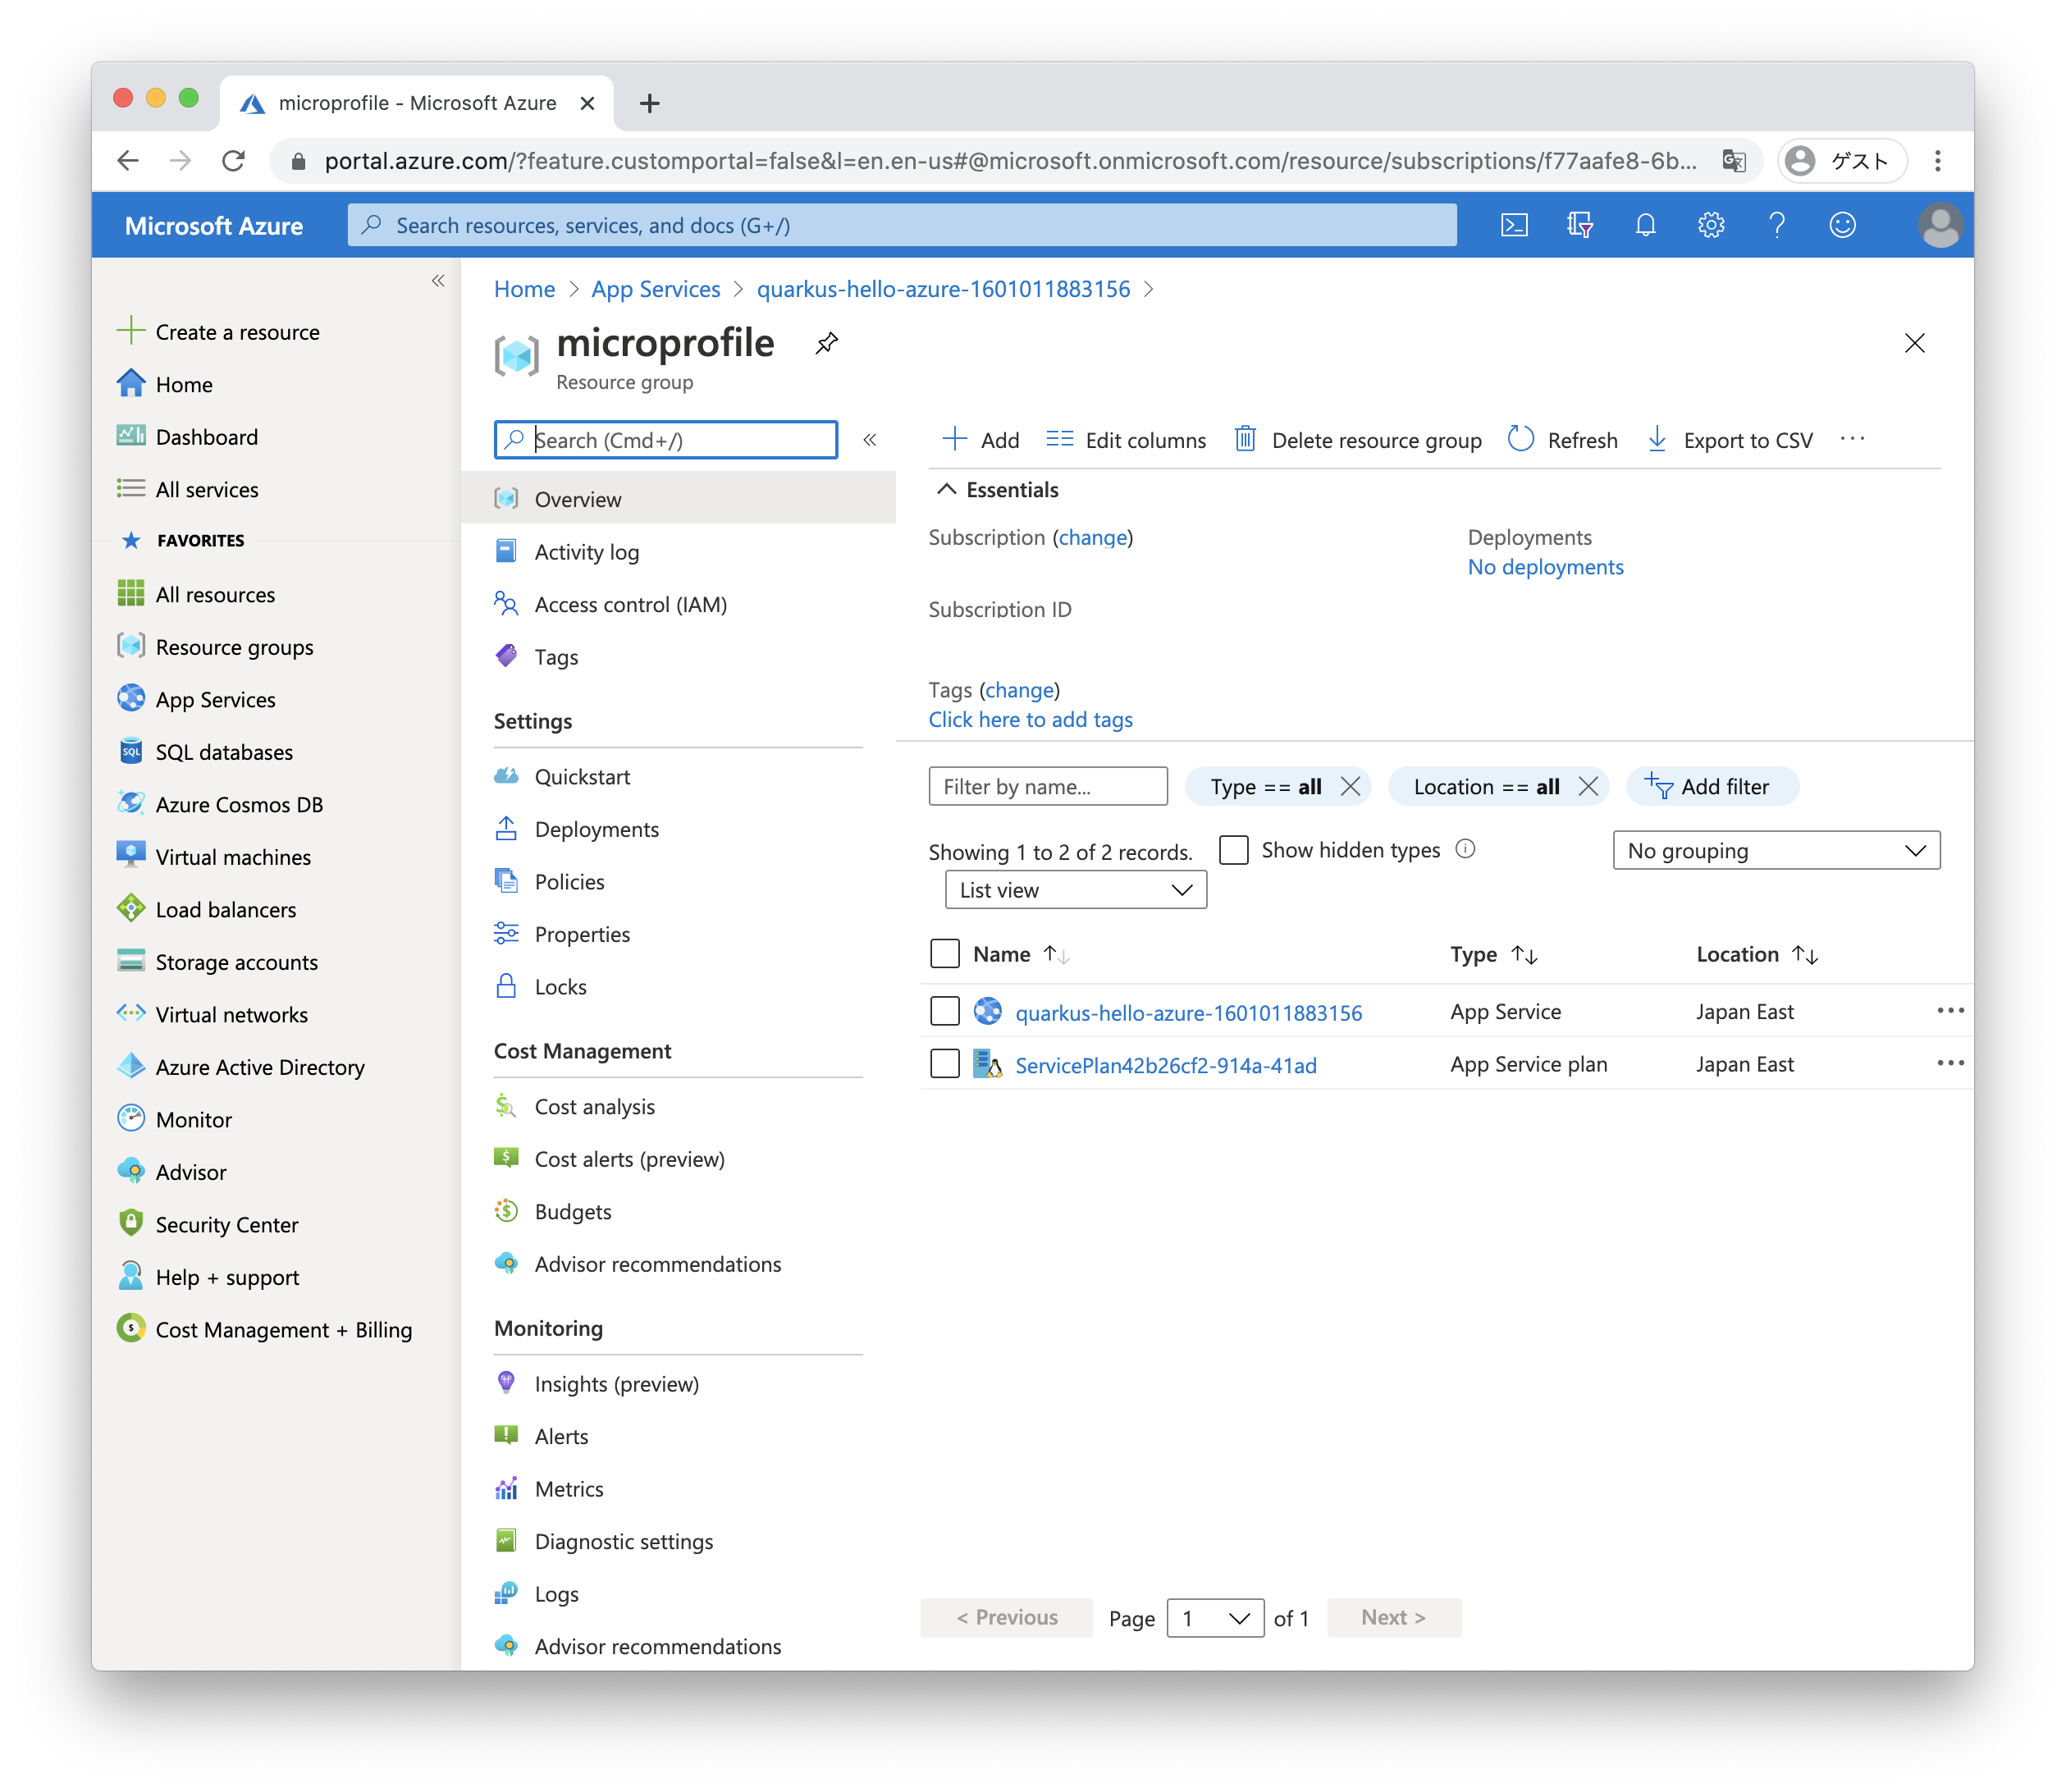 microprofile - Microsoft Azure
portal.azure.com/?feature.customportal=false&l=en.en-us#@microsoft.onmicrosoft.com/resource/subscriptions/f77aafe8-6b...
ゲスト
Microsoft Azure
Search resources, services, and docs (G+/)
Create a resource
Home
Dashboard
All services
FAVORITES
All resources
Resource groups
App Services
SQL databases
Azure Cosmos DB
Virtual machines
Load balancers
Storage accounts
Virtual networks
Azure Active Directory
Monitor
Advisor
Security Center
Help + support
Cost Management + Billing
Home > App Services > quarkus-hello-azure-1601011883156 >
microprofile
Resource group
Search (Cmd+/)
Overview
Activity log
Access control (IAM)
Tags
Settings
Quickstart
Deployments
Policies
Properties
Locks
Cost Management
Cost analysis
Cost alerts (preview)
Budgets
Advisor recommendations
Monitoring
Insights (preview)
Alerts
Metrics
Diagnostic settings
Logs
Advisor recommendations
Add Edit columns Delete resource group Refresh Export to CSV ...
Essentials
Subscription (change)
Deployments
No deployments
Subscription ID
Tags (change)
Click here to add tags
Filter by name... Type == all Location == all Add filter
Showing 1 to 2 of 2 records. Show hidden types No grouping
List view
Name Type Location
quarkus-hello-azure-1601011883156 App Service Japan East ...
ServicePlan42b26cf2-914a-41ad App Service plan Japan East ...
< Previous Page 1 of 1 Next >